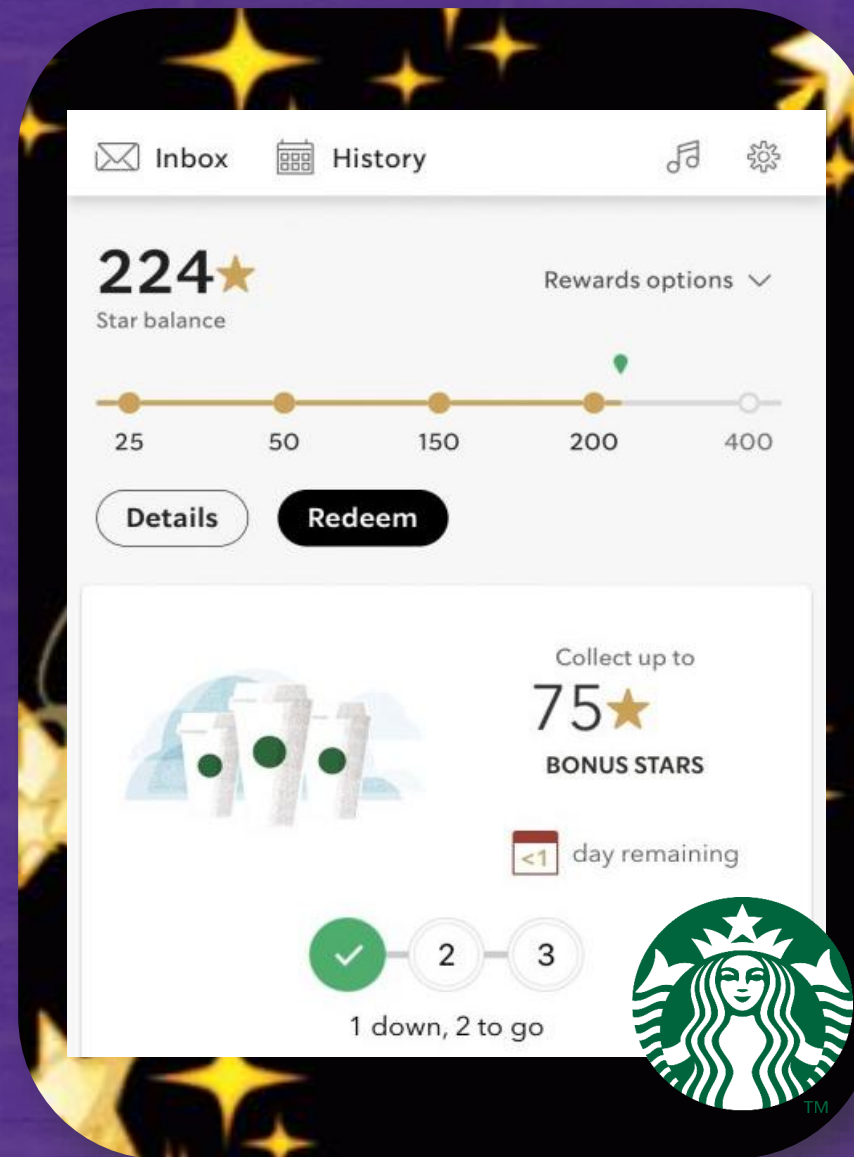 Inbox History
224
Rewards options
Star balance
25 50 150 200 400
Details Redeem
Collect up to
75
BONUS STARS
<1 day remaining
2 3
1 down, 2 to go
TM